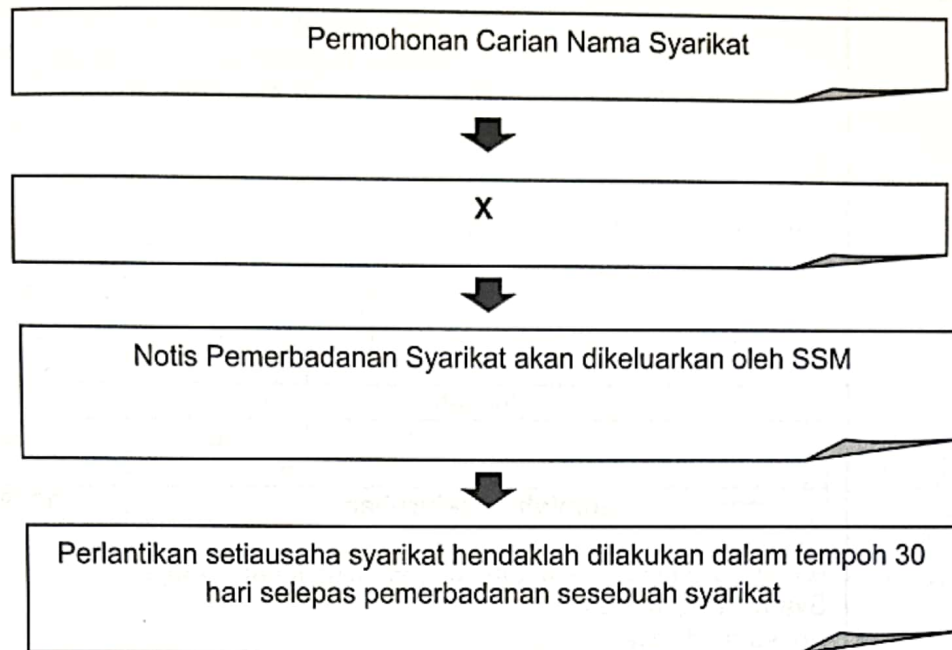 Permohonan Carian Nama Syarikat
X
Notis Pemerbadanan Syarikat akan dikeluarkan oleh SSM
Perlantikan setiausaha syarikat hendaklah dilakukan dalam tempoh 30
hari selepas pemerbadanan sesebuah syarikat